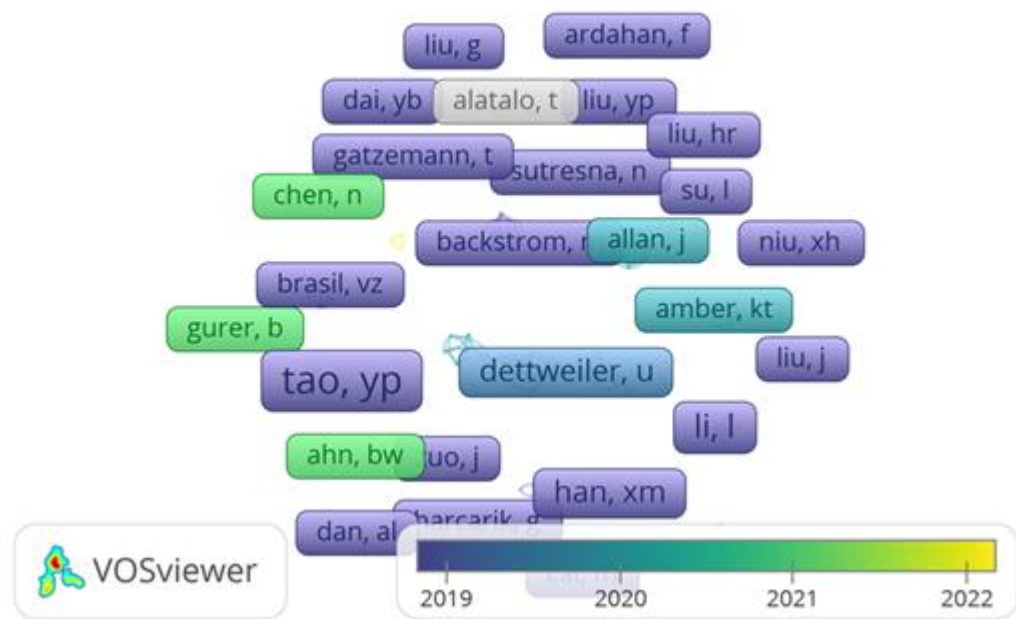 liu, g
ardahan, f
dai, yb
alatalo, t
liu, yp
liu, hr
gatzemann, t
sutresna, n
chen, n
su, l
backstrom,
allan, j
niu, xh
brasil, vz
amber, kt
gurer, b
liu, j
tao, yp
dettweiler, u
li, l
ahn, bw
uo, j
han, xm
barcarik, g
dan, al
VOSviewer
2019 2020 2021 2022